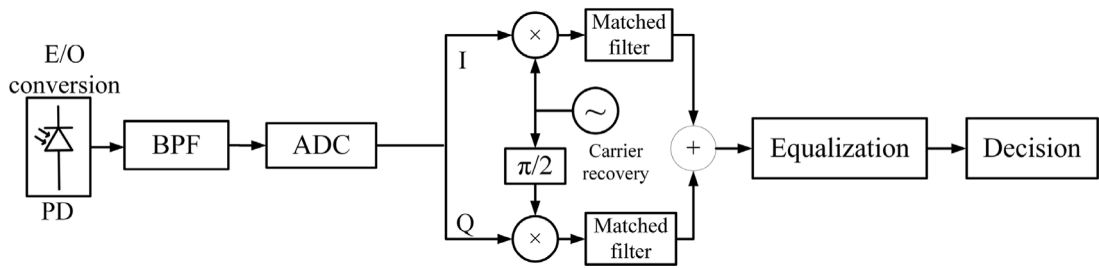 E/O
conversion
PD
BPF
ADC
I
Q
×
Matched
filter
~
Carrier
recovery
π/2
×
Matched
filter
+
Equalization
Decision